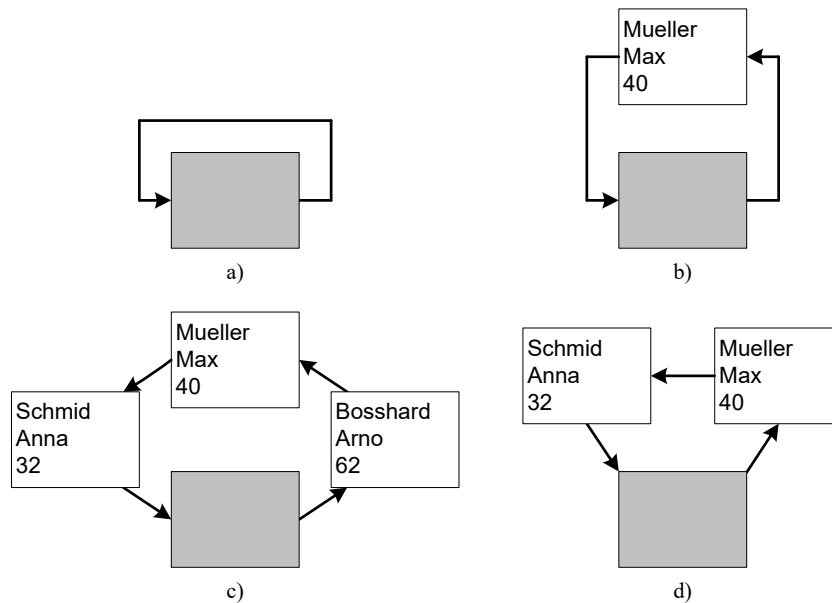 Mueller
Max
40
a)
b)
Mueller
Max
40
Schmid
Anna
32
Bosshard
Arno
62
c)
Schmid
Anna
32
Mueller
Max
40
d)